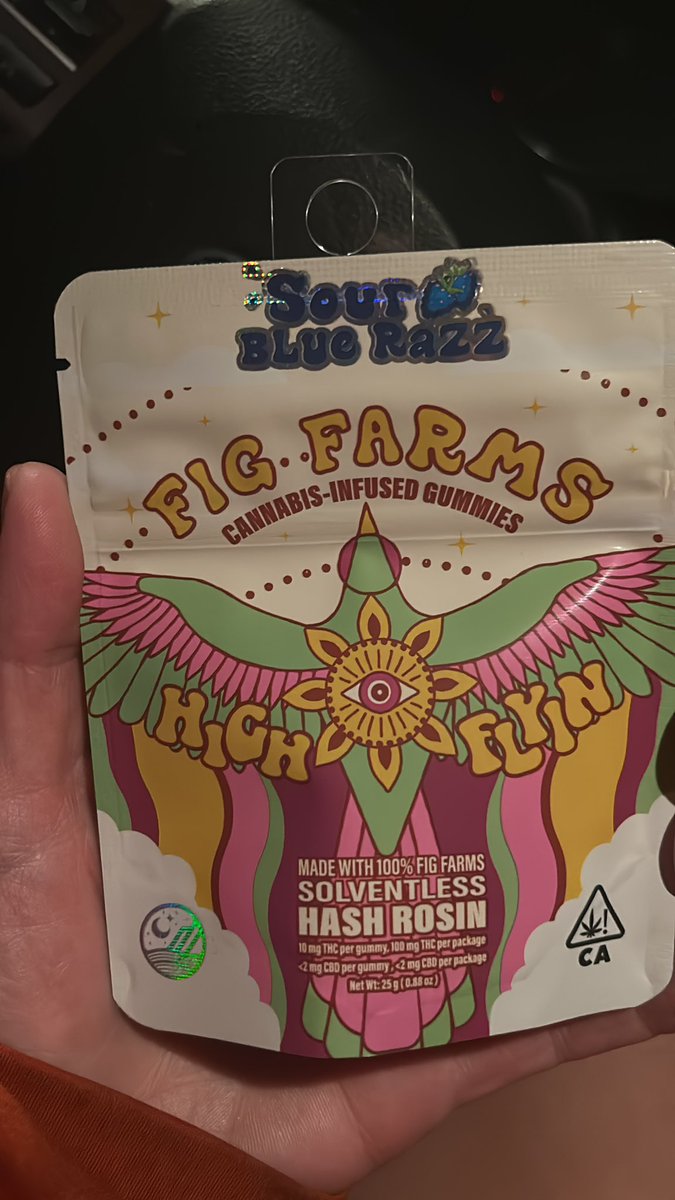 Sour
BLUE RAZZ
FIG. FARMS
CANNABIS-INFUSED GUMMIES
HIGH FLYIN
MADE WITH 100% FIG FARMS
SOLVENTLESS
HASH ROSIN
10 mg THC per gummy, 100 mg THC per package
<2 mg CBD per gummy , <2 mg CBD per package
Net Wt: 25 g ( 0.88 oz )
CA